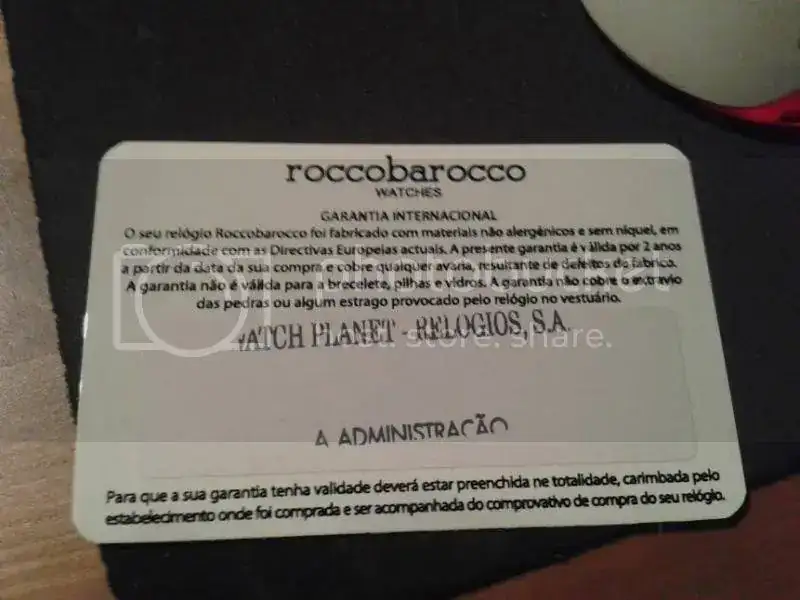 roccobarocco
WATCHES
GARANTIA INTERNACIONAL
O seu relógio Roccobarocco foi fabricado com materiais não alergénicos e sem níquel, em
conformidade com as Directivas Europeias actuais. A presente garantia é válida por 2 anos
a partir da data da sua compra e cobre qualquer avaria, resultante de defeitos de fabrico.
A garantia não é válida para a bracelete, pilhas e vidros. A garantia não cobre o extravio
das pedras ou algum estrago provocado pelo relógio no vestuário.
WATCH PLANET - RELOGIOS, S.A.
store. share.
A ADMINISTRAÇÃO
Para que a sua garantia tenha validade deverá estar preenchida ne totalidade, carimbada pelo
estabelecimento onde foi comprada e ser acompanhada do comprovativo de compra do seu relógio.